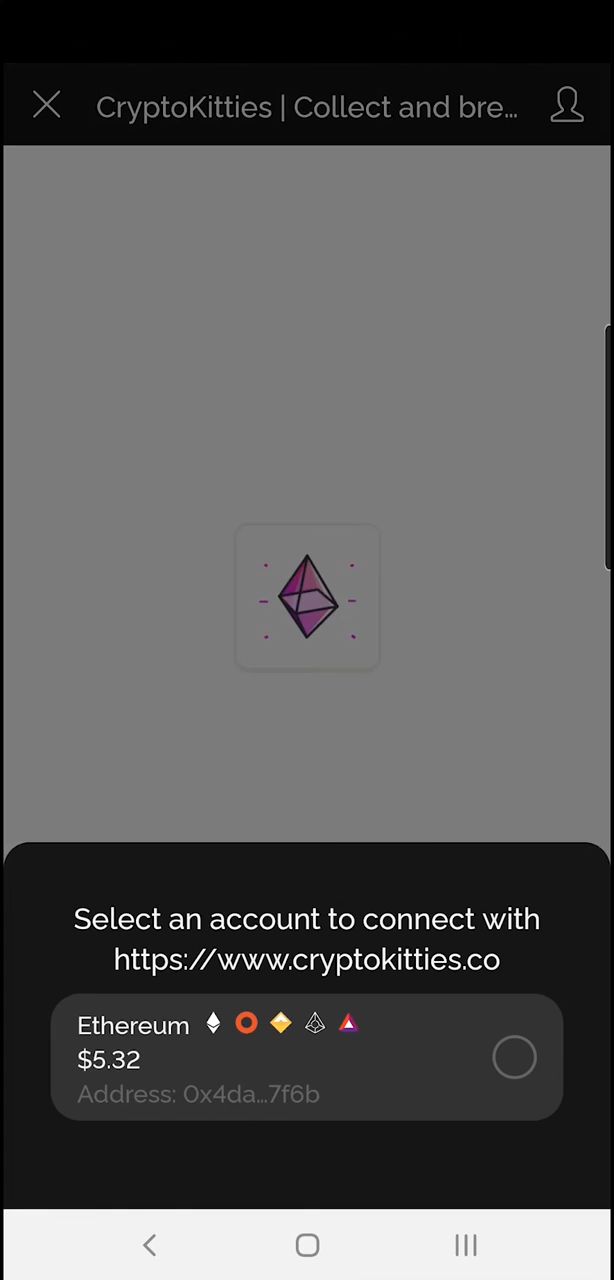 CryptoKitties | Collect and bre...
Select an account to connect with
https://www.cryptokitties.co
Ethereum
$5.32
Address: 0x4da...7f6b